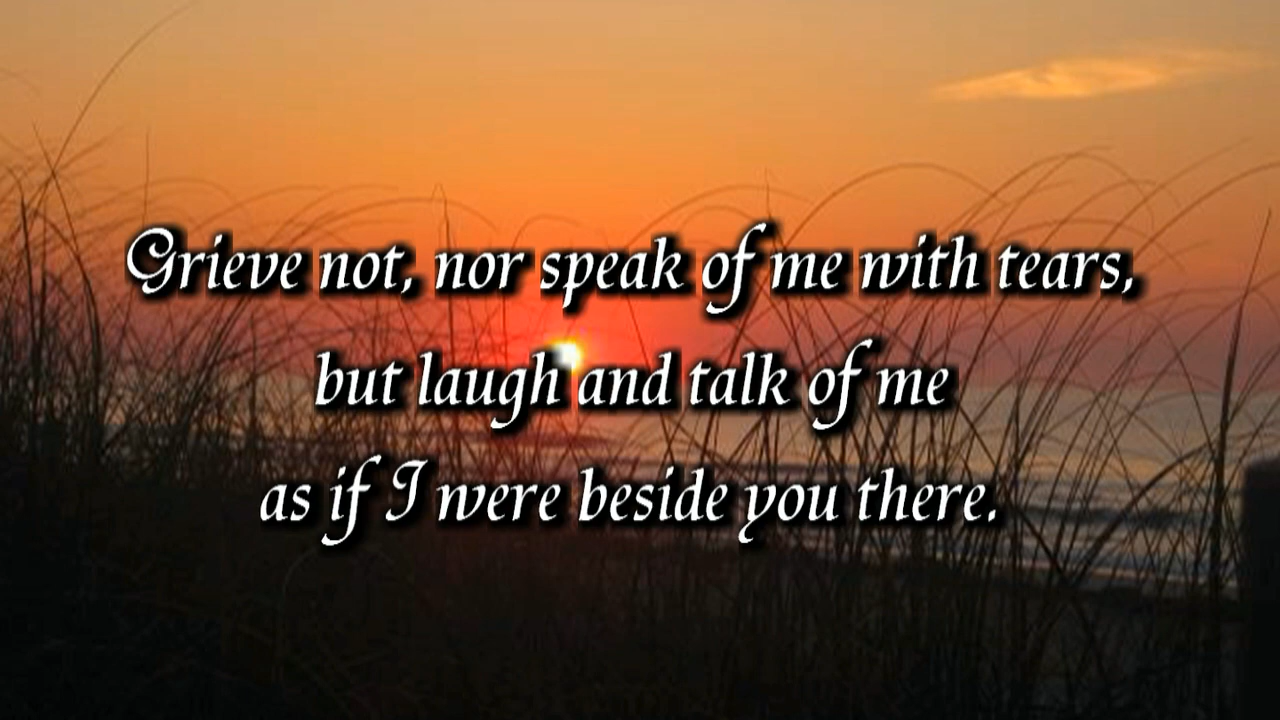 Grieve not, nor speak of me with tears,
but laugh and talk of me
as if I were beside you there.